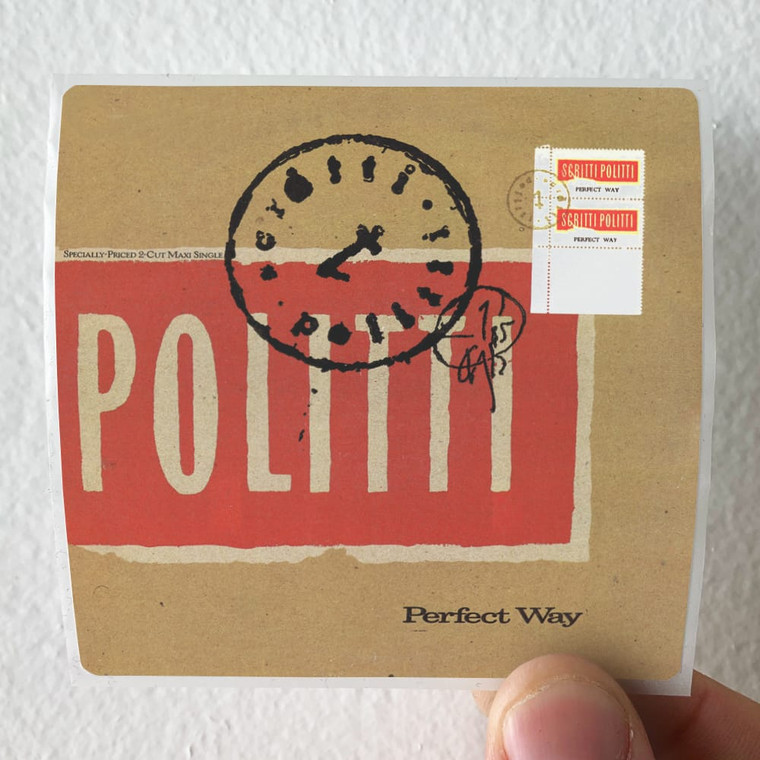 SCRITTI POLITTI
PERFECT WAY
SCRITTI POLITTI
PERFECT WAY
SPECIALLY-PRICED 2-CUT MAXI SINGLE
POLITTI
Perfect Way